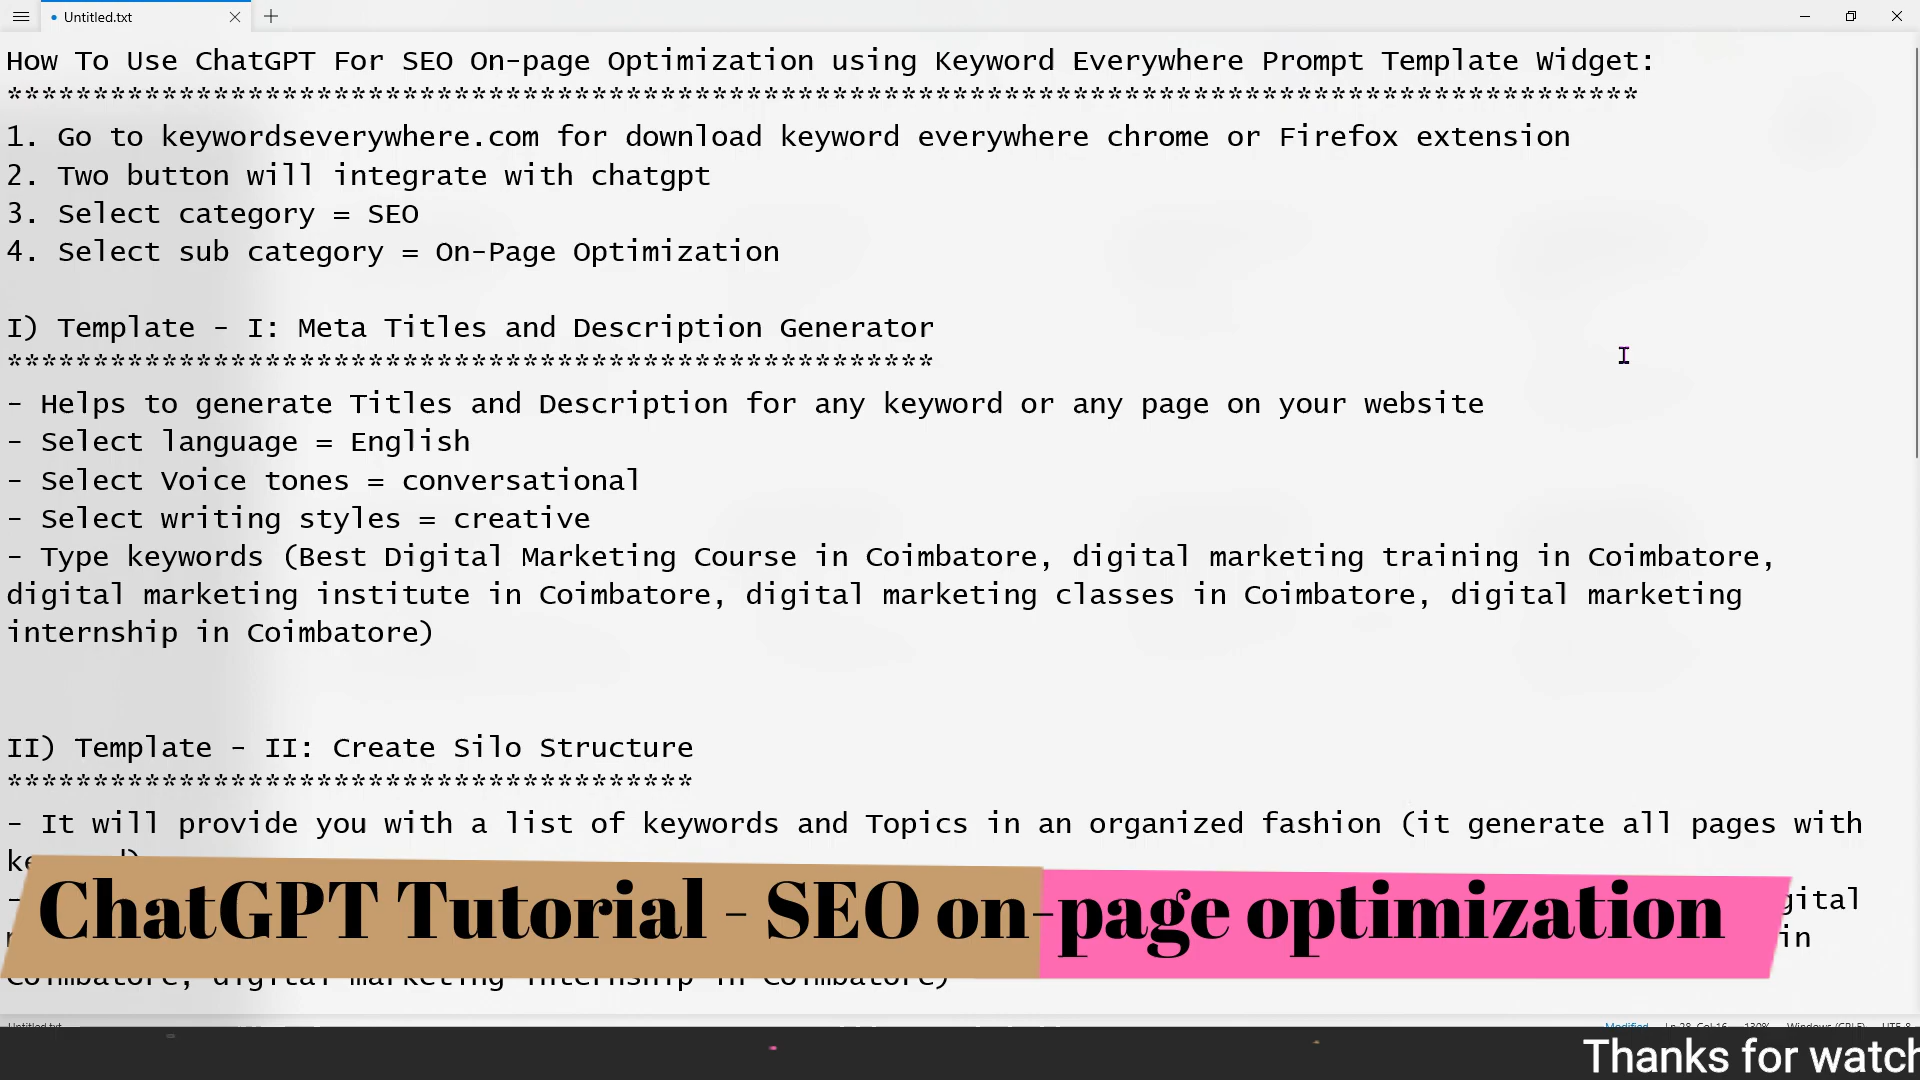 Untitled.txt
How To Use ChatGPT For SEO On-page Optimization using Keyword Everywhere Prompt Template Widget:
***********************************************************************************************
1. Go to keywordseverywhere.com for download keyword everywhere chrome or Firefox extension
2. Two button will integrate with chatgpt
3. Select category = SEO
4. Select sub category = On-Page Optimization
I) Template - I: Meta Titles and Description Generator
******************************************************
- Helps to generate Titles and Description for any keyword or any page on your website
- Select language = English
- Select Voice tones = conversational
- Select writing styles = creative
- Type keywords (Best Digital Marketing Course in Coimbatore, digital marketing training in Coimbatore,
digital marketing institute in Coimbatore, digital marketing classes in Coimbatore, digital marketing
internship in Coimbatore)
II) Template - II: Create Silo Structure
****************************************
- It will provide you with a list of keywords and Topics in an organized fashion (it generate all pages with
ChatGPT Tutorial - SEO on-page optimization
in
Coimbatore, digital marketing internship in Coimbatore)
Thanks for watch